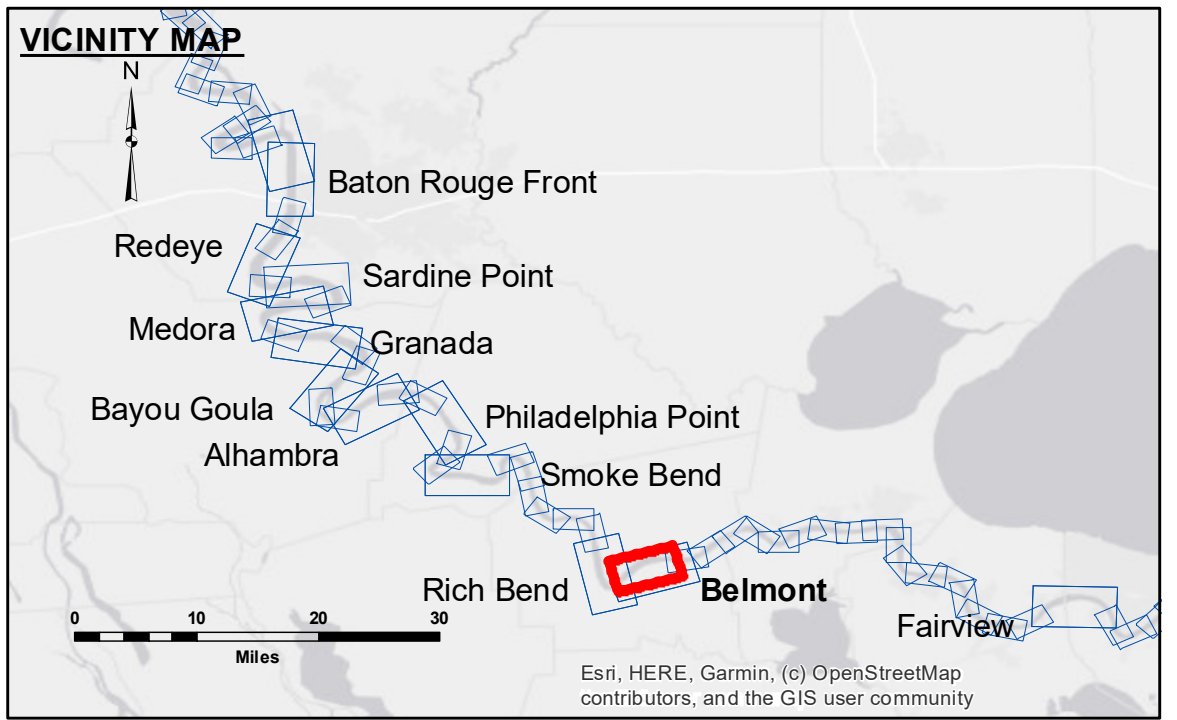 VICINITY MAP
N
Baton Rouge Front
Redeye
Sardine Point
Medora
Granada
Bayou Goula
Philadelphia Point
Alhambra
Smoke Bend
Rich Bend
Belmont
Fairview
0 10 20 30
Miles
Esri, HERE, Garmin, (c) OpenStreetMap
contributors, and the GIS user community